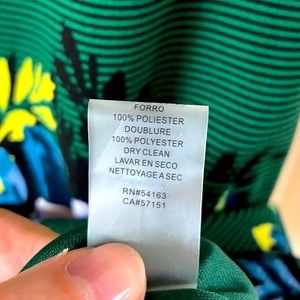 FORRO
100% POLIESTER
DOUBLURE
100% POLYESTER
DRY CLEAN
LAVAR EN SECO
NETTOYAGE A SEC
RN#54163
CA#57151